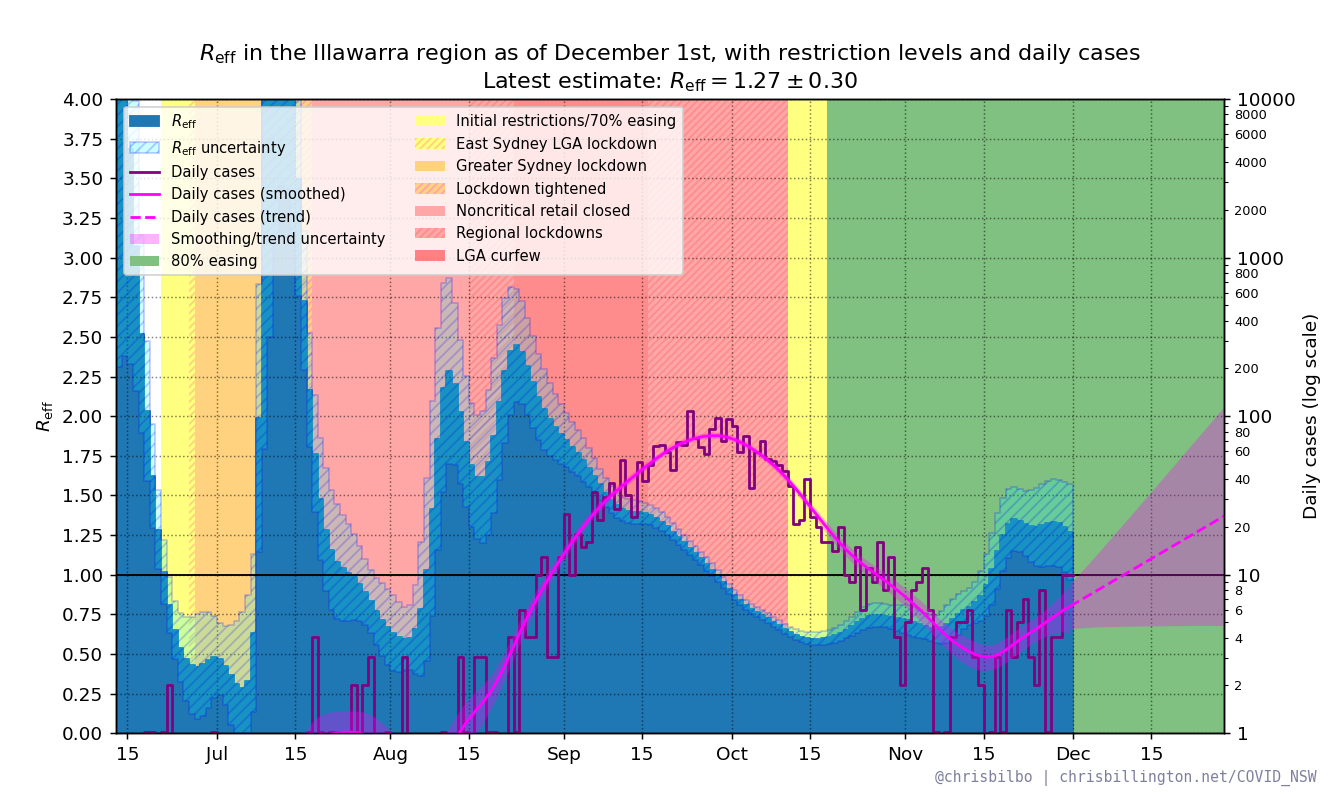 R_eff in the Illawarra region as of December 1st, with restriction levels and daily cases
Latest estimate: R_eff = 1.27 ± 0.30
R_eff
R_eff uncertainty
Daily cases
Daily cases (smoothed)
Daily cases (trend)
Smoothing/trend uncertainty
80% easing
Initial restrictions/70% easing
East Sydney LGA lockdown
Greater Sydney lockdown
Lockdown tightened
Noncritical retail closed
Regional lockdowns
LGA curfew
R_eff
4.00
3.75
3.50
3.25
3.00
2.75
2.50
2.25
2.00
1.75
1.50
1.25
1.00
0.75
0.50
0.25
0.00
10000
8000
6000
4000
2000
1000
800
600
400
200
100
80
60
40
20
10
8
6
4
2
1
Daily cases (log scale)
15 Jul 15 Aug 15 Sep 15 Oct 15 Nov 15 Dec 15
@chrisbilbo | chrisbillington.net/COVID_NSW